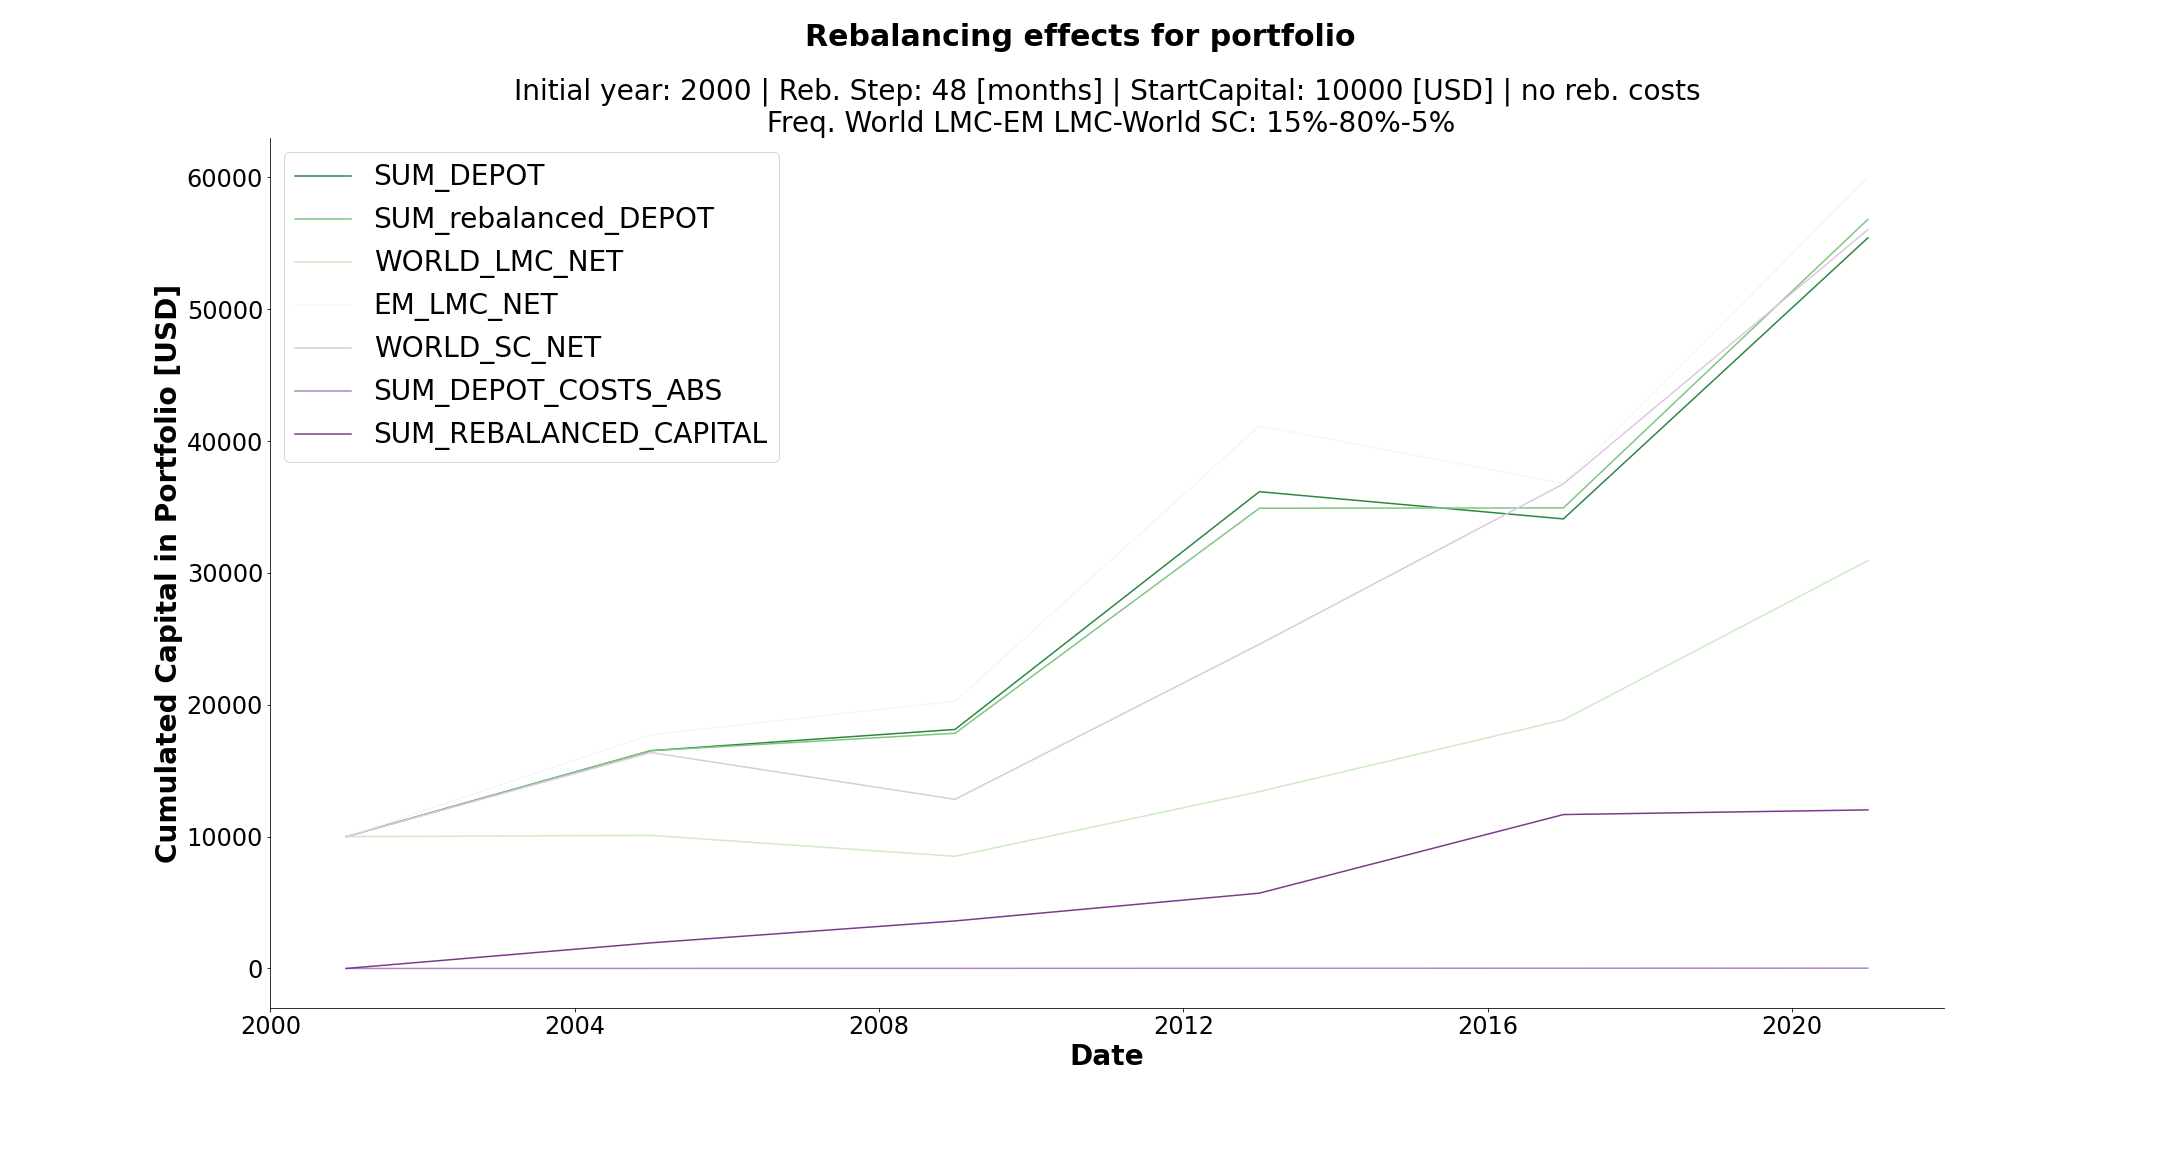 Rebalancing effects for portfolio
Initial year: 2000 | Reb. Step: 48 [months] | StartCapital: 10000 [USD] | no reb. costs
Freq. World LMC-EM LMC-World SC: 15%-80%-5%
SUM_DEPOT
SUM_rebalanced_DEPOT
WORLD_LMC_NET
EM_LMC_NET
WORLD_SC_NET
SUM_DEPOT_COSTS_ABS
SUM_REBALANCED_CAPITAL
Cumulated Capital in Portfolio [USD]
60000
50000
40000
30000
20000
10000
0
2000 2004 2008 2012 2016 2020
Date